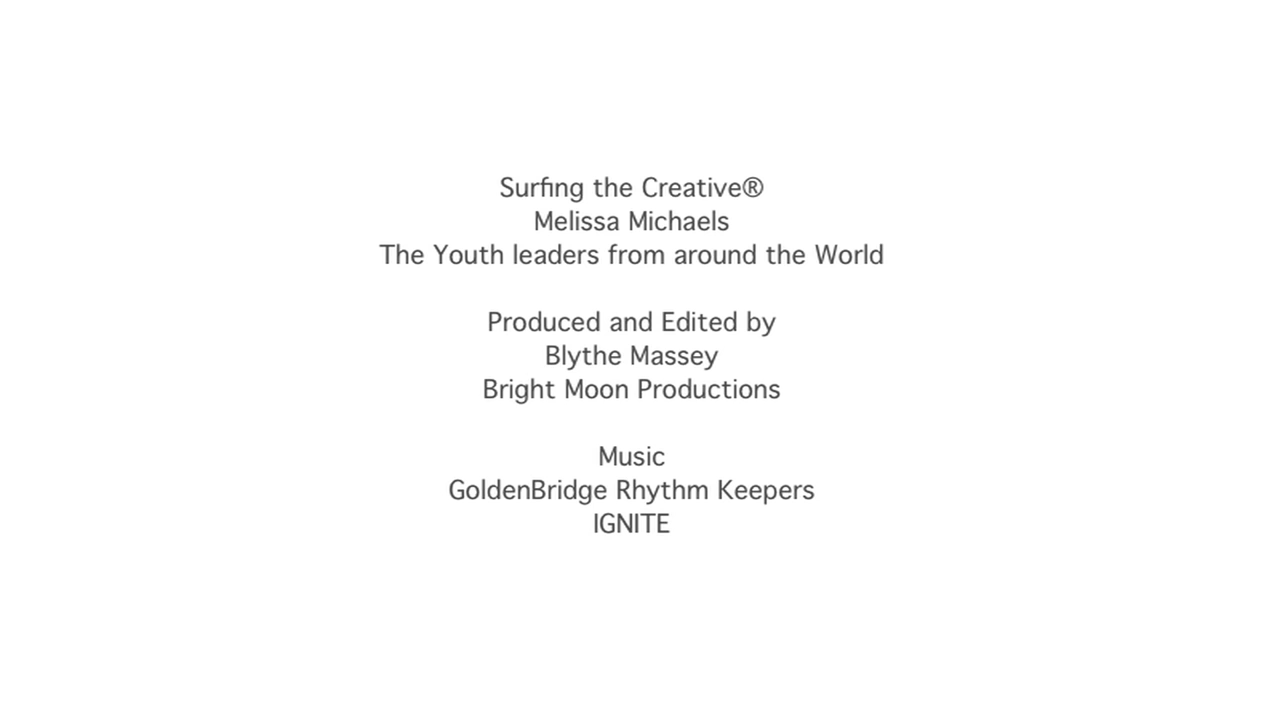 Surfing the Creative®
Melissa Michaels
The Youth leaders from around the World
Produced and Edited by
Blythe Massey
Bright Moon Productions
Music
GoldenBridge Rhythm Keepers
IGNITE